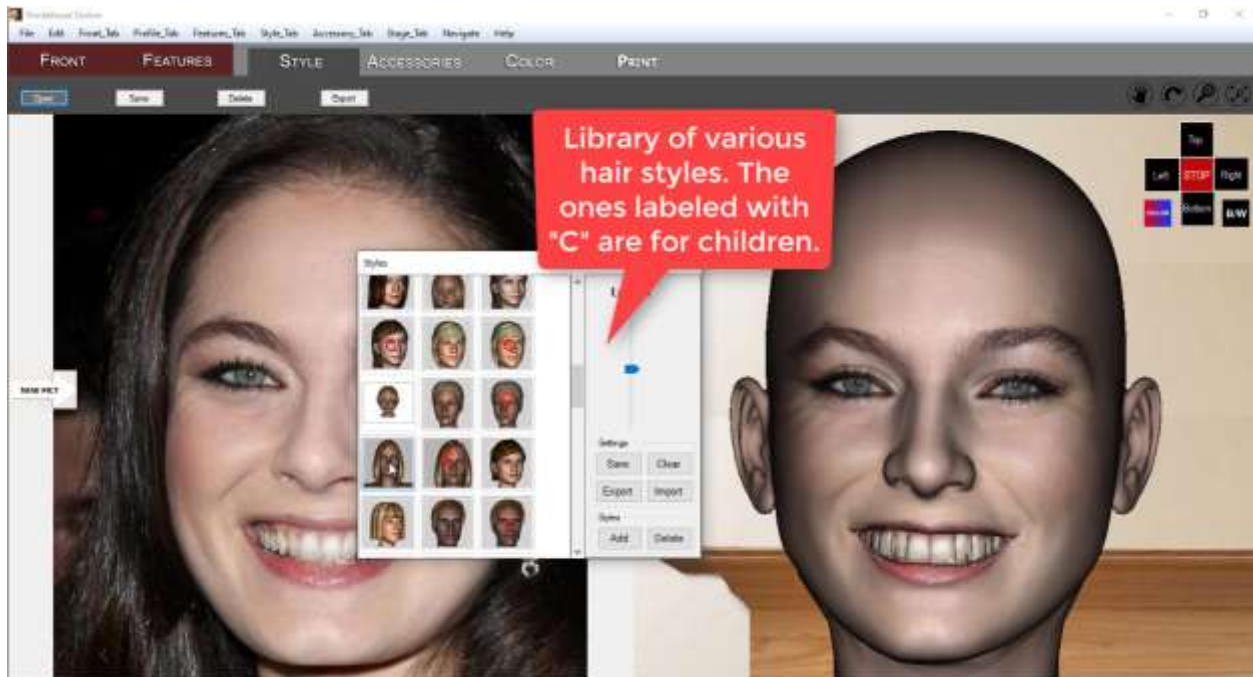 File Edit Front_Tab Profile_Tab Features_Tab Style_Tab Accessory_Tab Stage_Tab Navigate Help
FRONT FEATURES STYLE ACCESSORIES COLOR PRINT
Open Save Delete Export
Library of various
hair styles. The
ones labeled with
"C" are for children.
Top
Left STOP Right
Bottom B/W
Styles
NEW PICT
Settings
Save Clear
Export Import
Styles
Add Delete